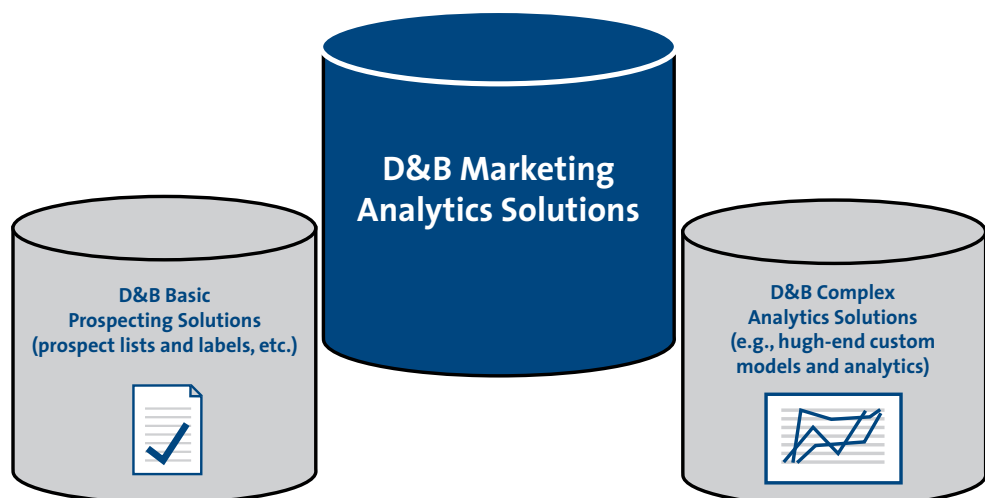 D&B Marketing
Analytics Solutions
D&B Basic
Prospecting Solutions
(prospect lists and labels, etc.)
D&B Complex
Analytics Solutions
(e.g., hugh-end custom
models and analytics)